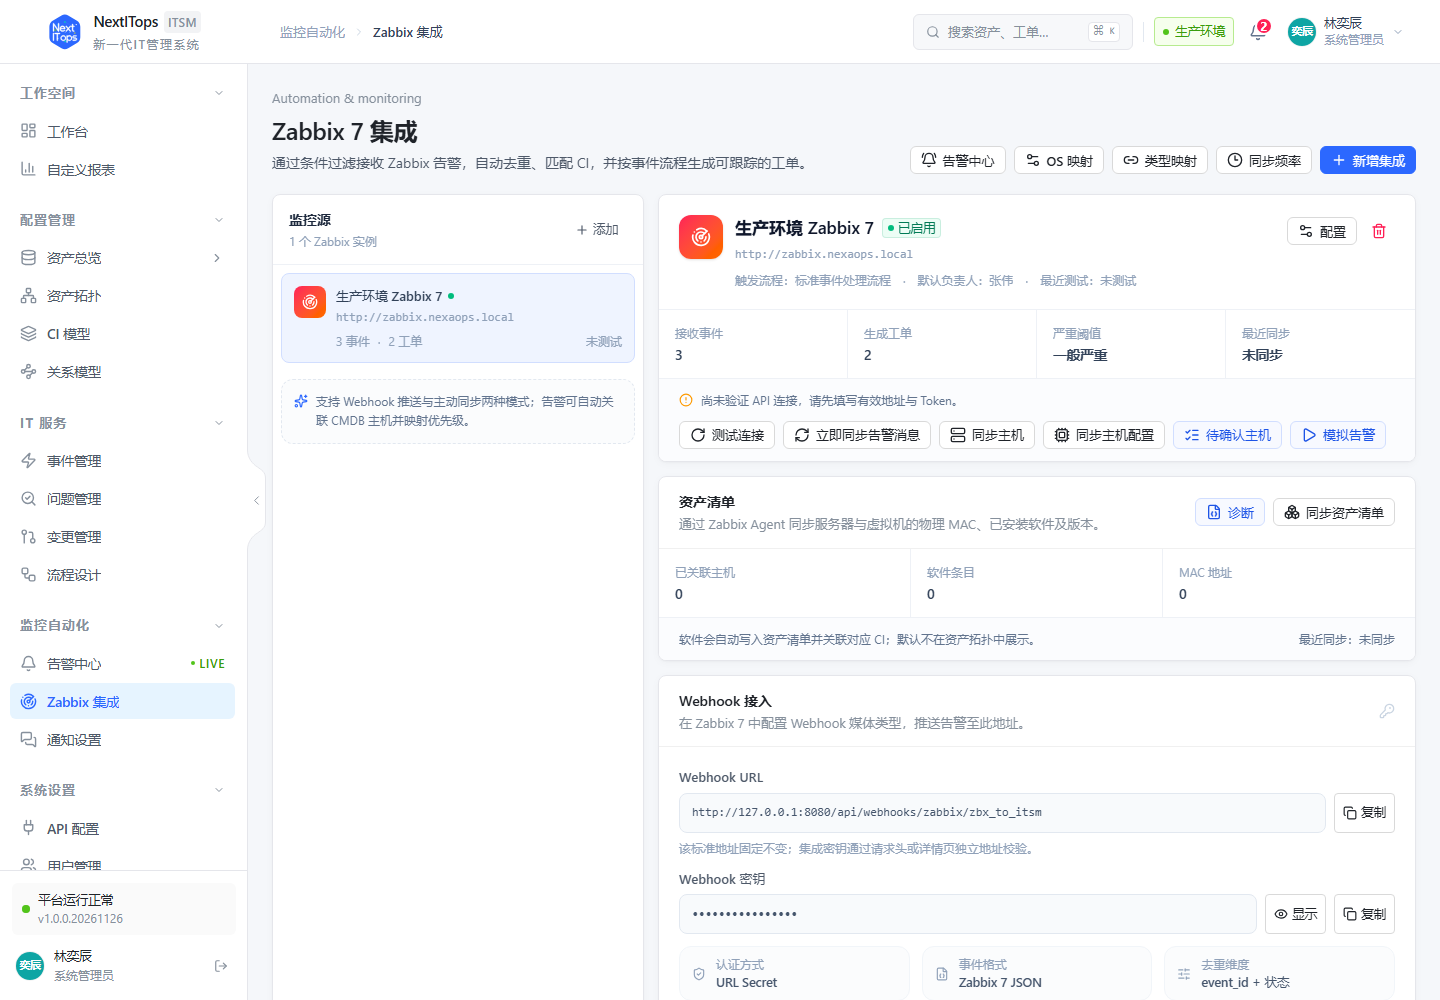 Next
ITops
NextITops ITSM
新一代IT管理系统
监控自动化
Zabbix 集成
搜索资产、工单...
⌘ K
生产环境
2
奕辰
林奕辰
系统管理员
工作空间
工作台
自定义报表
配置管理
资产总览
资产拓扑
CI 模型
关系模型
IT 服务
事件管理
问题管理
变更管理
流程设计
监控自动化
告警中心
LIVE
Zabbix 集成
通知设置
系统设置
API 配置
用户管理
平台运行正常
v1.0.0.20261126
奕辰
林奕辰
系统管理员
Automation & monitoring
Zabbix 7 集成
通过条件过滤接收 Zabbix 告警，自动去重、匹配 CI，并按事件流程生成可跟踪的工单。
告警中心
OS 映射
类型映射
同步频率
新增集成
监控源
1 个 Zabbix 实例
添加
生产环境 Zabbix 7
http://zabbix.nexaops.local
3 事件 · 2 工单
未测试
支持 Webhook 推送与主动同步两种模式；告警可自动关
联 CMDB 主机并映射优先级。
生产环境 Zabbix 7
已启用
http://zabbix.nexaops.local
触发流程：标准事件处理流程 · 默认负责人：张伟 · 最近测试：未测试
配置
接收事件
3
生成工单
2
严重阈值
一般严重
最近同步
未同步
尚未验证 API 连接，请先填写有效地址与 Token。
测试连接
立即同步告警消息
同步主机
同步主机配置
待确认主机
模拟告警
资产清单
通过 Zabbix Agent 同步服务器与虚拟机的物理 MAC、已安装软件及版本。
诊断
同步资产清单
已关联主机
0
软件条目
0
MAC 地址
0
软件会自动写入资产清单并关联对应 CI；默认不在资产拓扑中展示。
最近同步：未同步
Webhook 接入
在 Zabbix 7 中配置 Webhook 媒体类型，推送告警至此地址。
Webhook URL
http://127.0.0.1:8080/api/webhooks/zabbix/zbx_to_itsm
复制
该标准地址固定不变；集成密钥通过请求头或详情页独立地址校验。
Webhook 密钥
••••••••••••••••
显示
复制
认证方式
URL Secret
事件格式
Zabbix 7 JSON
去重维度
event_id + 状态